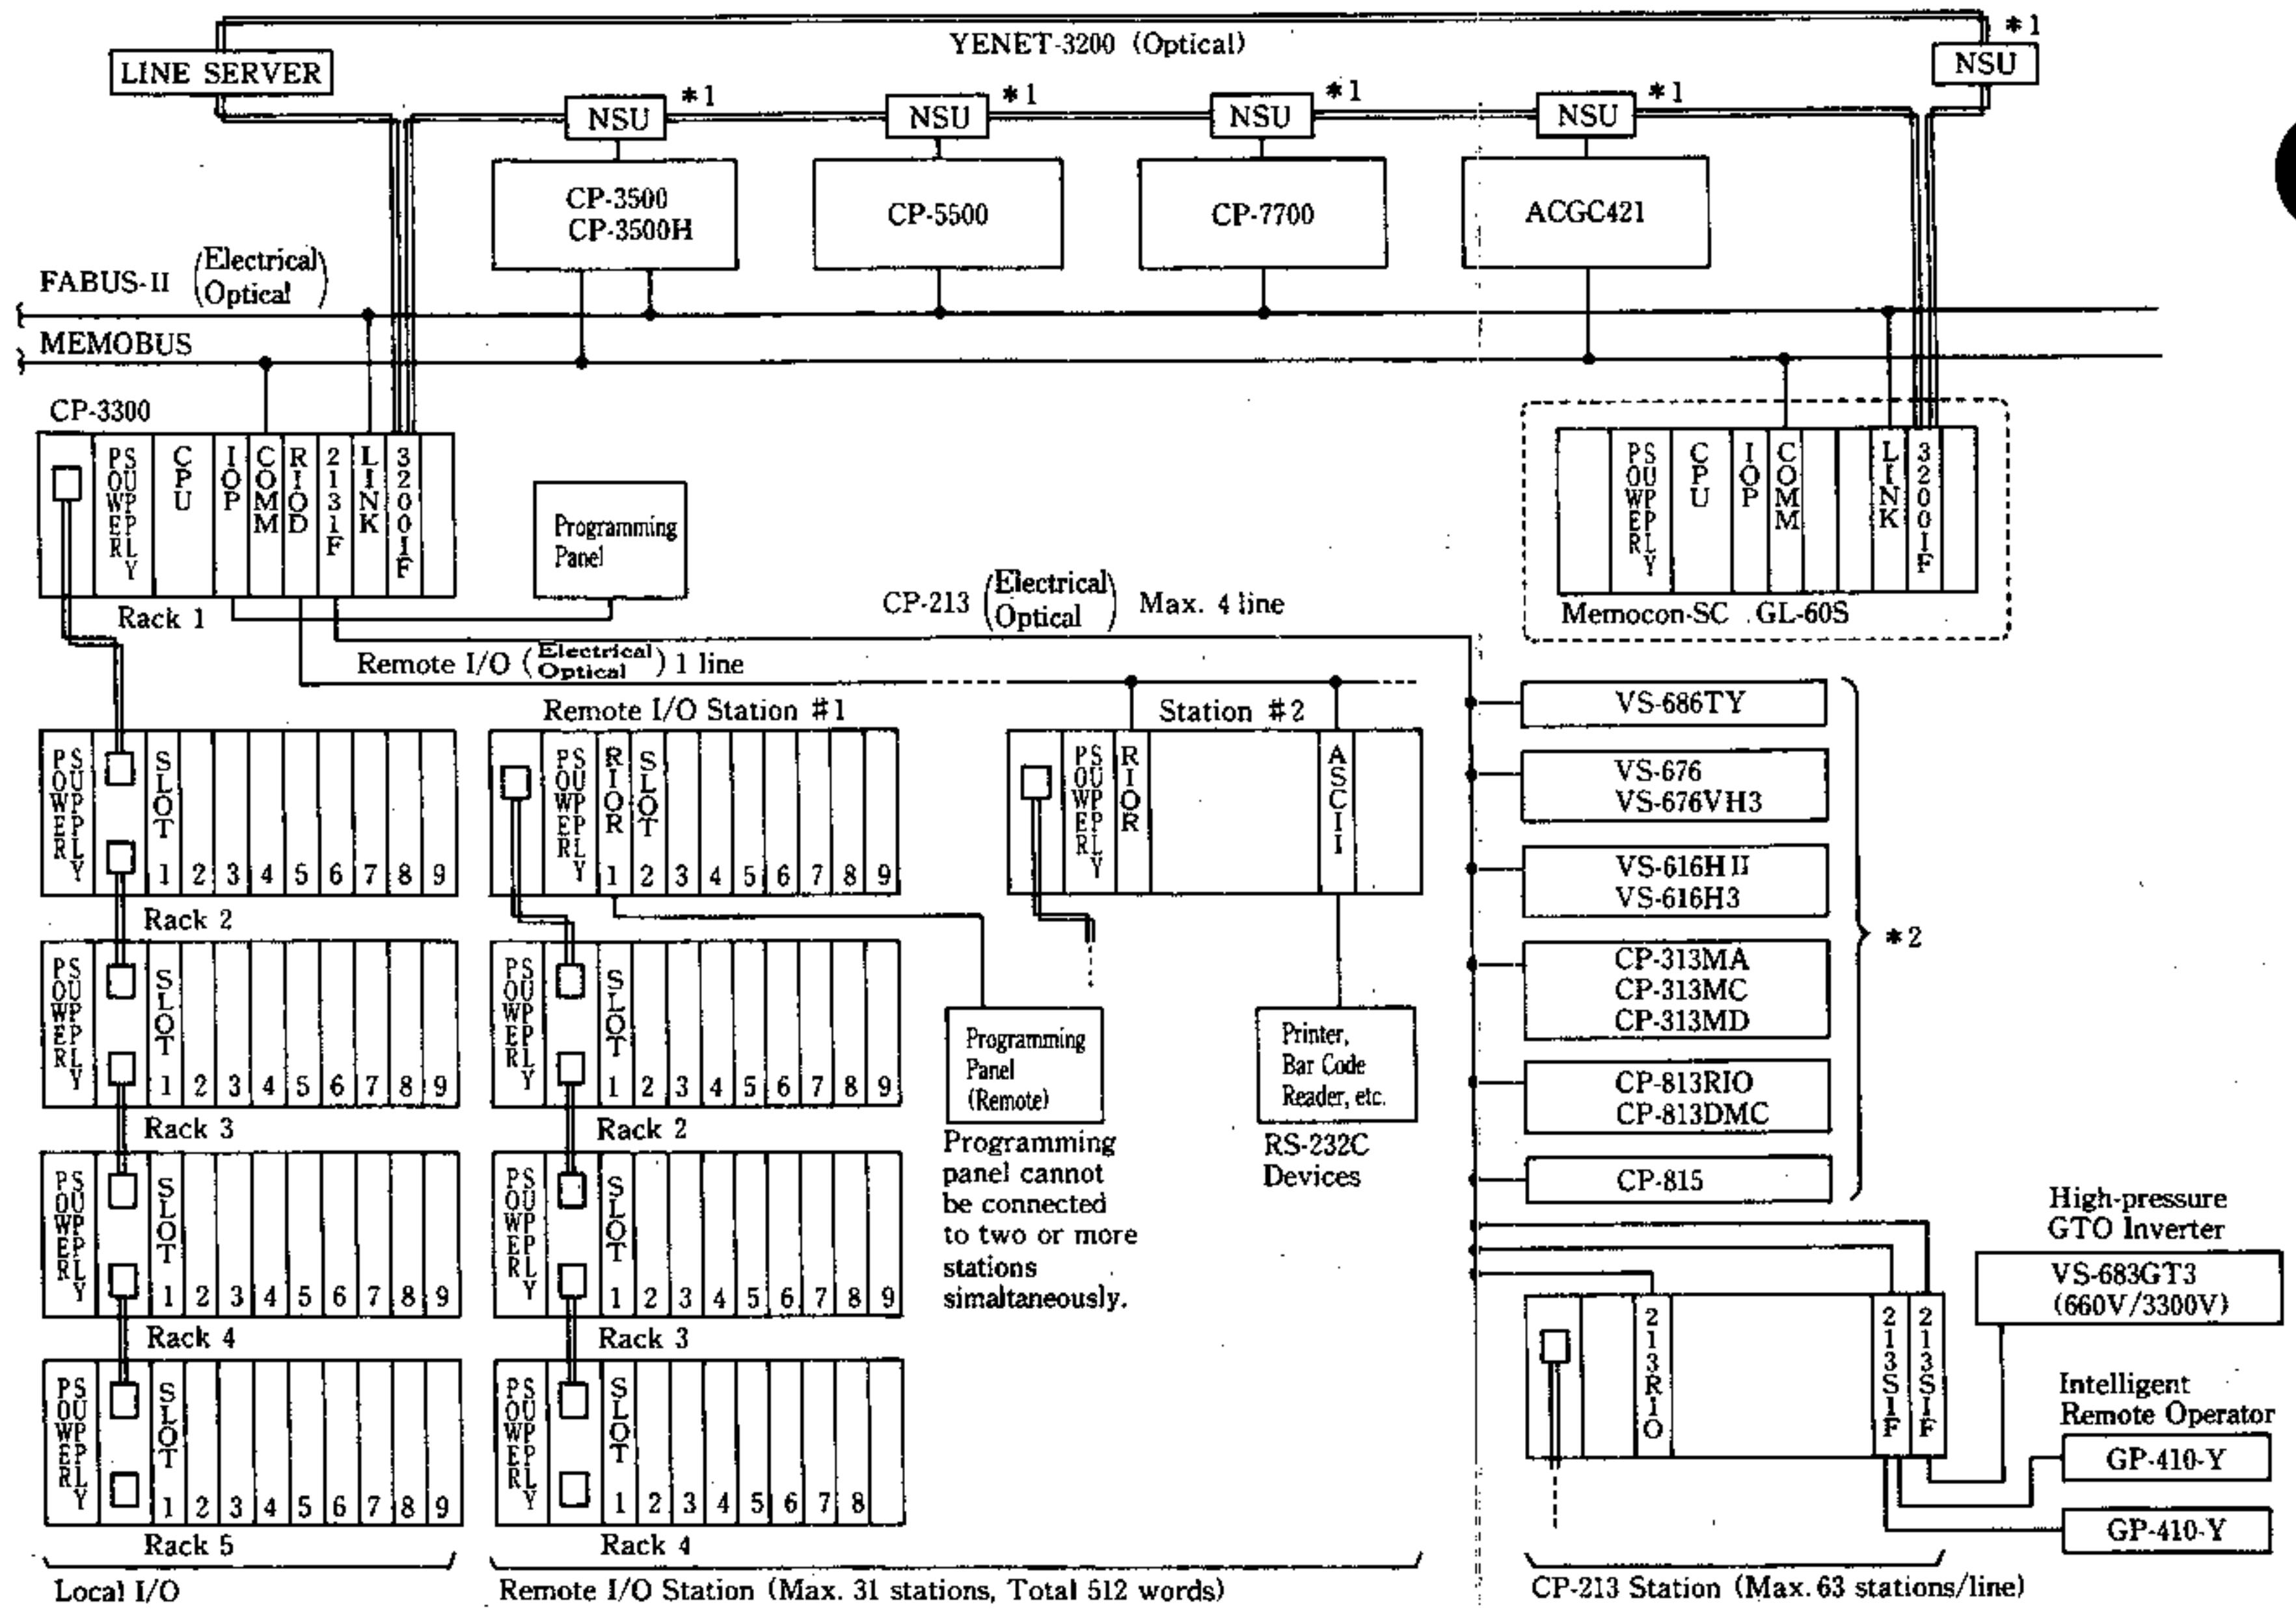 YENET-3200 (Optical)
*1
LINE SERVER
NSU
NSU *1
NSU *1
NSU *1
NSU *1
CP-3500
CP-3500H
CP-5500
CP-7700
ACGC421
FABUS-II (Electrical)
(Optical)
MEMOBUS
CP-3300
POWER SUPPLY
CPU
IOP
COMM
RIOD
213IF
LINK
3200IF
Rack 1
Programming
Panel
POWER SUPPLY
CPU
IOP
COMM
LINK
3200IF
Memocon-SC GL-60S
CP-213 (Electrical) Max. 4 line
(Optical)
Remote I/O (Electrical) 1 line
(Optical)
Remote I/O Station #1
Station #2
POWER SUPPLY
SLOT
1 2 3 4 5 6 7 8 9
Rack 2
POWER SUPPLY
RIOR
SLOT
1 2 3 4 5 6 7 8 9
POWER SUPPLY
RIOR
ASCII
POWER SUPPLY
SLOT
1 2 3 4 5 6 7 8 9
Rack 3
POWER SUPPLY
SLOT
1 2 3 4 5 6 7 8 9
Rack 2
POWER SUPPLY
SLOT
1 2 3 4 5 6 7 8 9
Rack 4
POWER SUPPLY
SLOT
1 2 3 4 5 6 7 8 9
Rack 3
POWER SUPPLY
SLOT
1 2 3 4 5 6 7 8 9
Rack 5
POWER SUPPLY
SLOT
1 2 3 4 5 6 7 8
Rack 4
Local I/O
Remote I/O Station (Max. 31 stations, Total 512 words)
Programming
Panel
(Remote)
Programming
panel cannot
be connected
to two or more
stations
simaltaneously.
Printer,
Bar Code
Reader, etc.
RS-232C
Devices
VS-686TY
VS-676
VS-676VH3
VS-616HII
VS-616H3
CP-313MA
CP-313MC
CP-313MD
CP-813RIO
CP-813DMC
CP-815
*2
High-pressure
GTO Inverter
VS-683GT3
(660V/3300V)
213RIO
213SIF
213SIF
Intelligent
Remote Operator
GP-410-Y
GP-410-Y
CP-213 Station (Max. 63 stations/line)